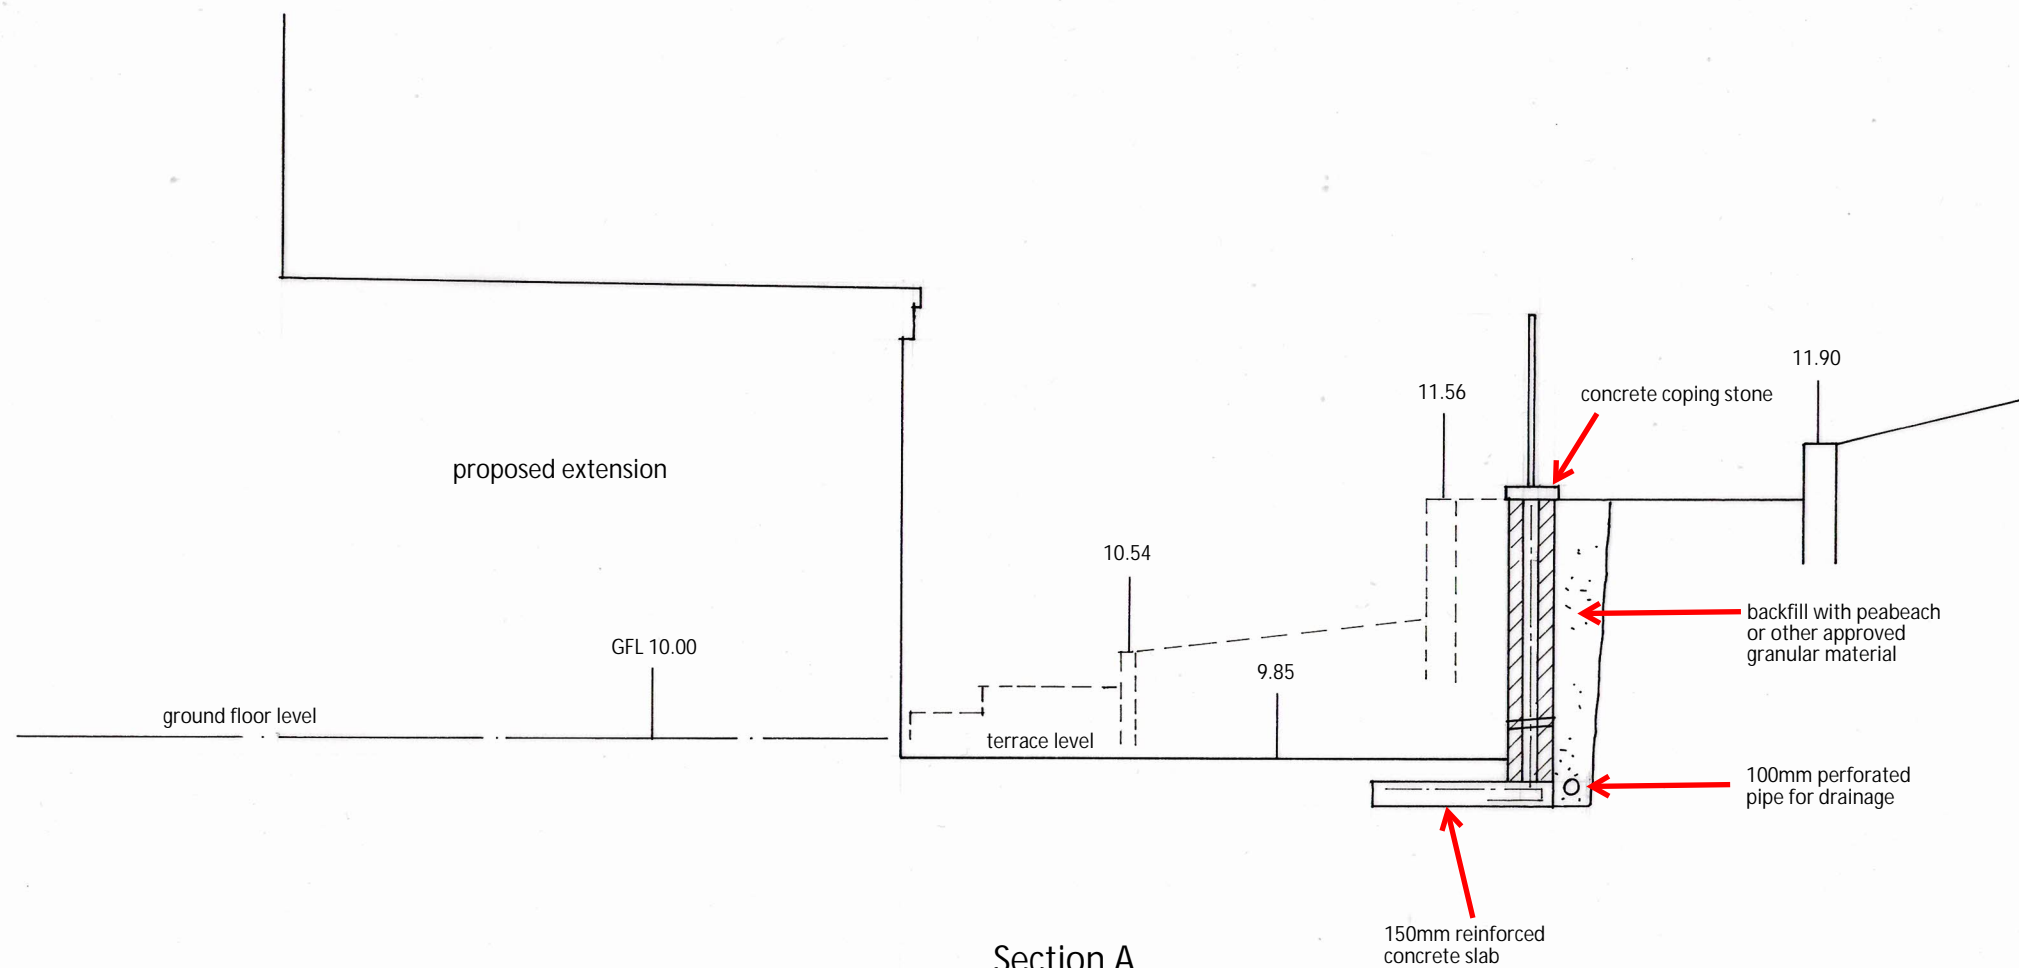 11.90
11.56
concrete coping stone
proposed extension
10.54
backfill with peabeach
or other approved
granular material
GFL 10.00
9.85
ground floor level
terrace level
100mm perforated
pipe for drainage
150mm reinforced
concrete slab
Section A